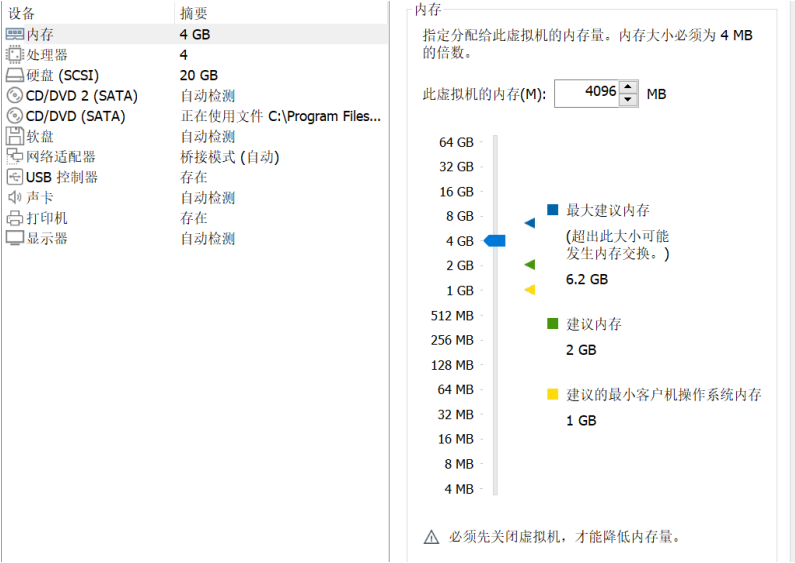 设备 摘要
内存 4 GB
处理器 4
硬盘 (SCSI) 20 GB
CD/DVD 2 (SATA) 自动检测
CD/DVD (SATA) 正在使用文件 C:\Program Files...
软盘 自动检测
网络适配器 桥接模式 (自动)
USB 控制器 存在
声卡 自动检测
打印机 存在
显示器 自动检测
内存
指定分配给此虚拟机的内存量。内存大小必须为 4 MB
的倍数。
此虚拟机的内存(M): 4096 MB
64 GB
32 GB
16 GB
8 GB
4 GB
2 GB
1 GB
512 MB
256 MB
128 MB
64 MB
32 MB
16 MB
8 MB
4 MB
最大建议内存
(超出此大小可能
发生内存交换。)
6.2 GB
建议内存
2 GB
建议的最小客户机操作系统内存
1 GB
必须先关闭虚拟机，才能降低内存量。